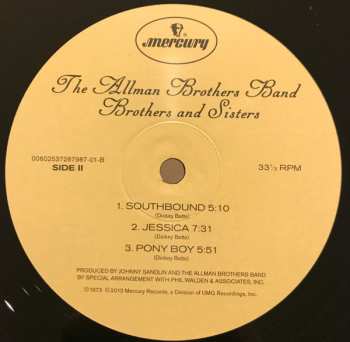 mercury
The Allman Brothers Band
Brothers and Sisters
00602537267987-01-B
SIDE II
33⅓ RPM
1. SOUTHBOUND 5:10
(Dickey Betts)
2. JESSICA 7:31
(Dickey Betts)
3. PONY BOY 5:51
(Dickey Betts)
PRODUCED BY JOHNNY SANDLIN AND THE ALLMAN BROTHERS BAND
BY SPECIAL ARRANGEMENT WITH PHIL WALDEN & ASSOCIATES, INC.
℗1973 ©2013 Mercury Records, a Division of UMG Recordings, Inc.